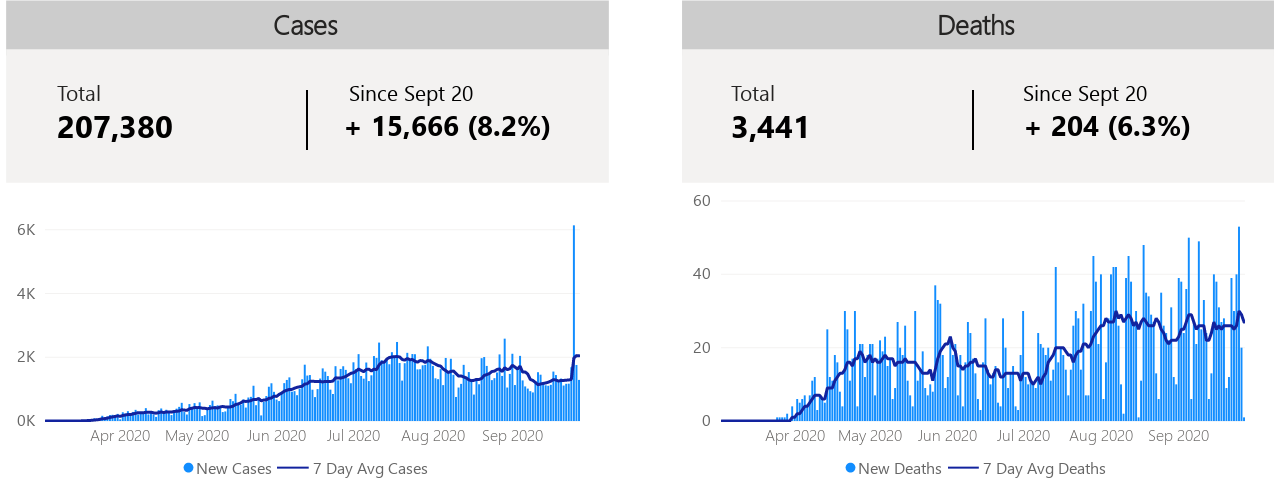 Cases
Total
207,380
Since Sept 20
+ 15,666 (8.2%)
6K
4K
2K
0K
Apr 2020 May 2020 Jun 2020 Jul 2020 Aug 2020 Sep 2020
New Cases 7 Day Avg Cases
Deaths
Total
3,441
Since Sept 20
+ 204 (6.3%)
60
40
20
0
Apr 2020 May 2020 Jun 2020 Jul 2020 Aug 2020 Sep 2020
New Deaths 7 Day Avg Deaths